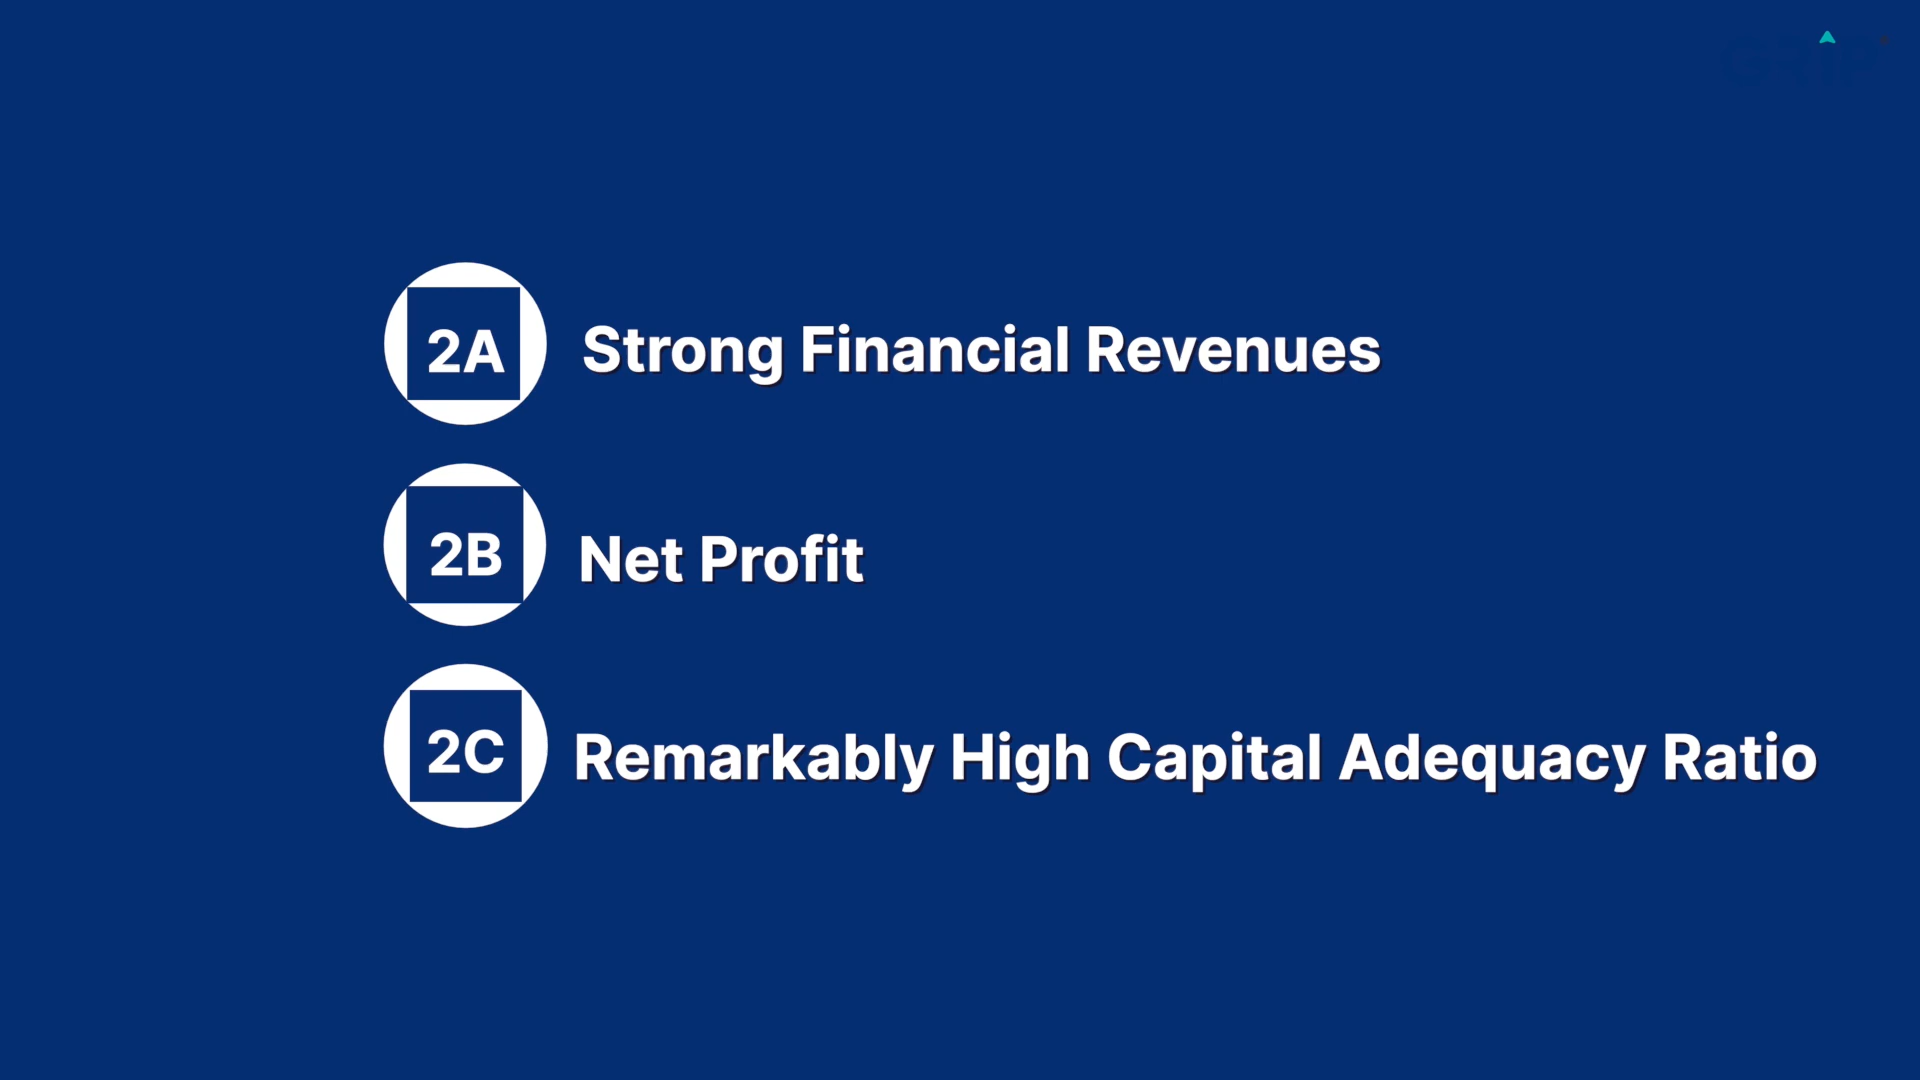 2A Strong Financial Revenues
2B Net Profit
2C Remarkably High Capital Adequacy Ratio